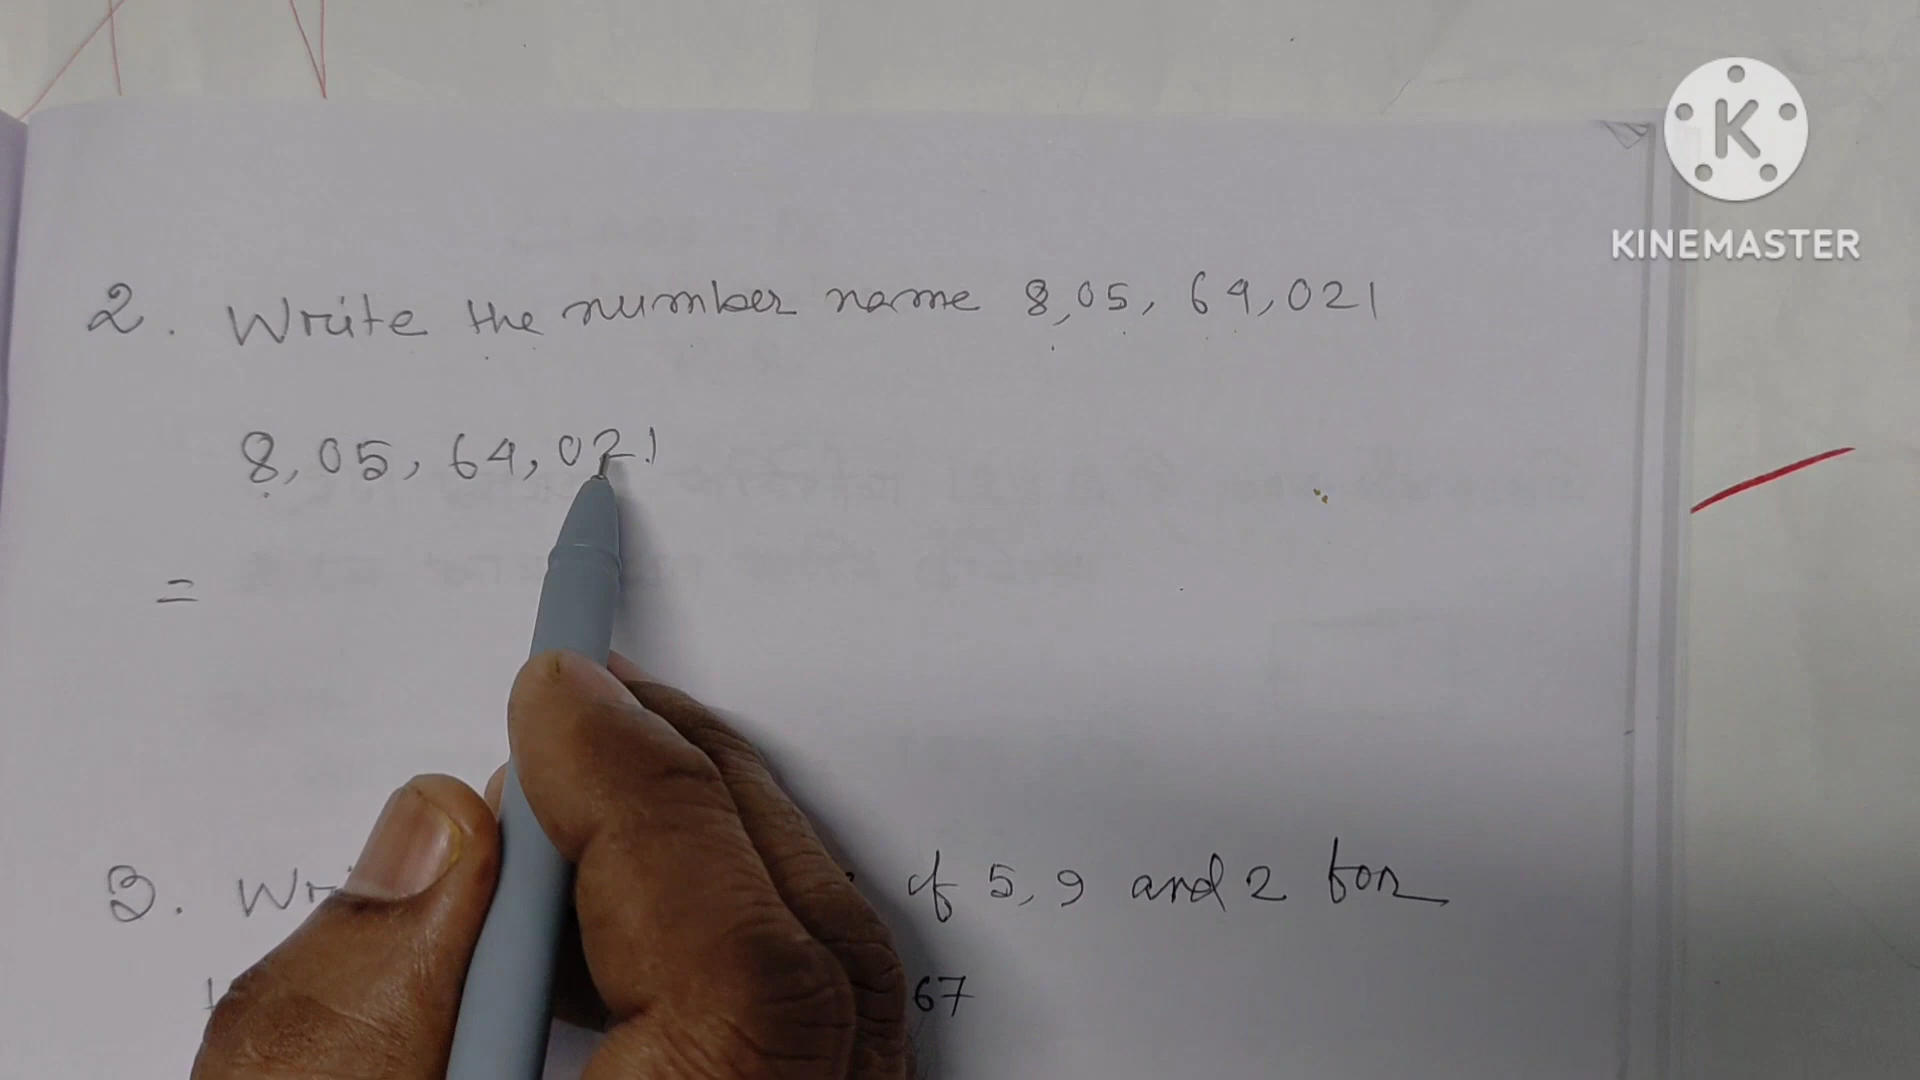 KINEMASTER
2. Write the number name 8,05, 64,021
8,05, 64,021
=
3. of 5, 9 and 2 for
67